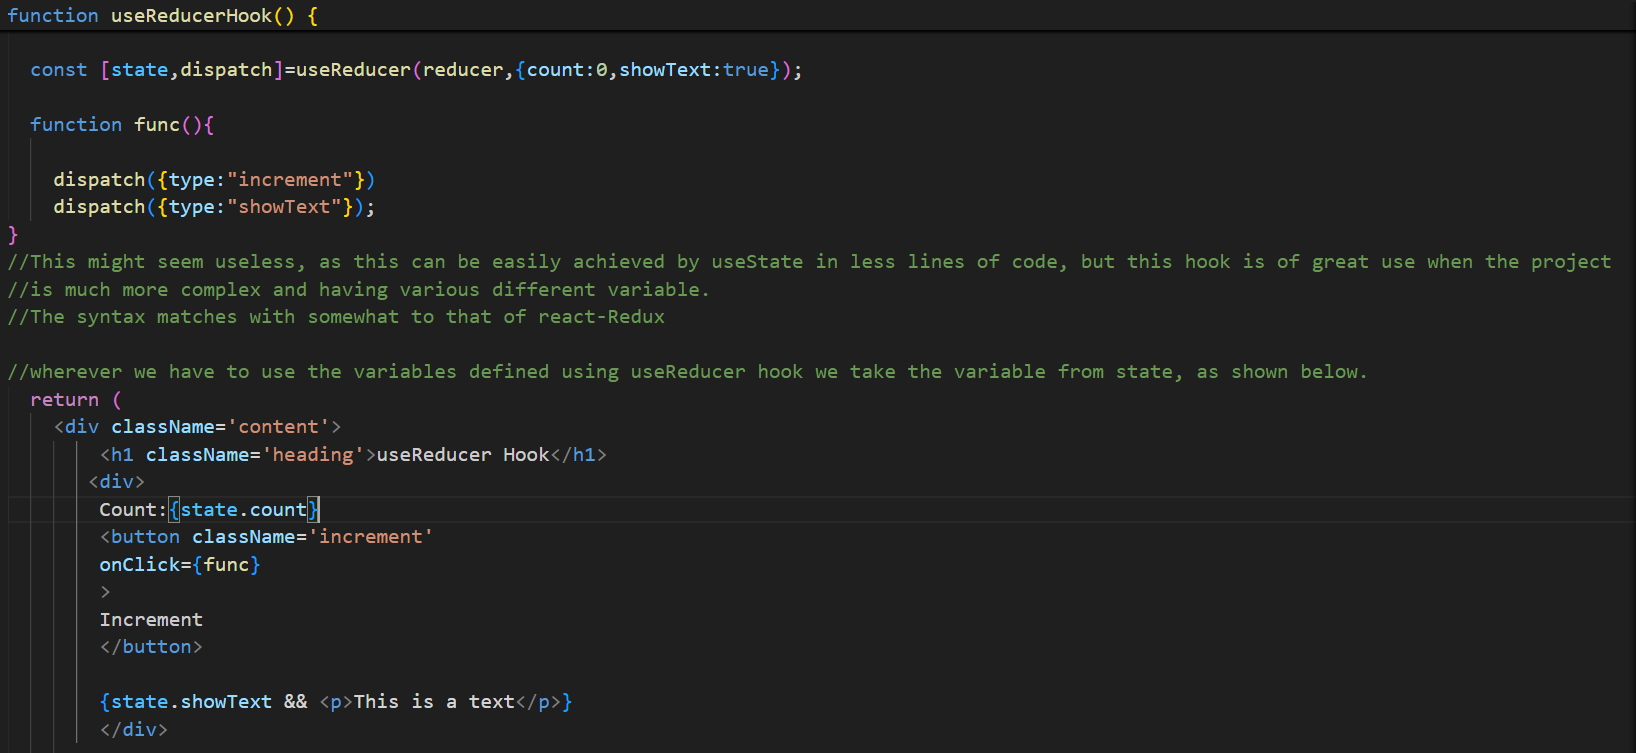 function useReducerHook() {
const [state,dispatch]=useReducer(reducer,{count:0,showText:true});
function func(){
dispatch({type:"increment"})
dispatch({type:"showText"});
}
//This might seem useless, as this can be easily achieved by useState in less lines of code, but this hook is of great use when the project
//is much more complex and having various different variable.
//The syntax matches with somewhat to that of react-Redux
//wherever we have to use the variables defined using useReducer hook we take the variable from state, as shown below.
return (
<div className='content'>
<h1 className='heading'>useReducer Hook</h1>
<div>
Count:{state.count}
<button className='increment'
onClick={func}
>
Increment
</button>
{state.showText && <p>This is a text</p>}
</div>